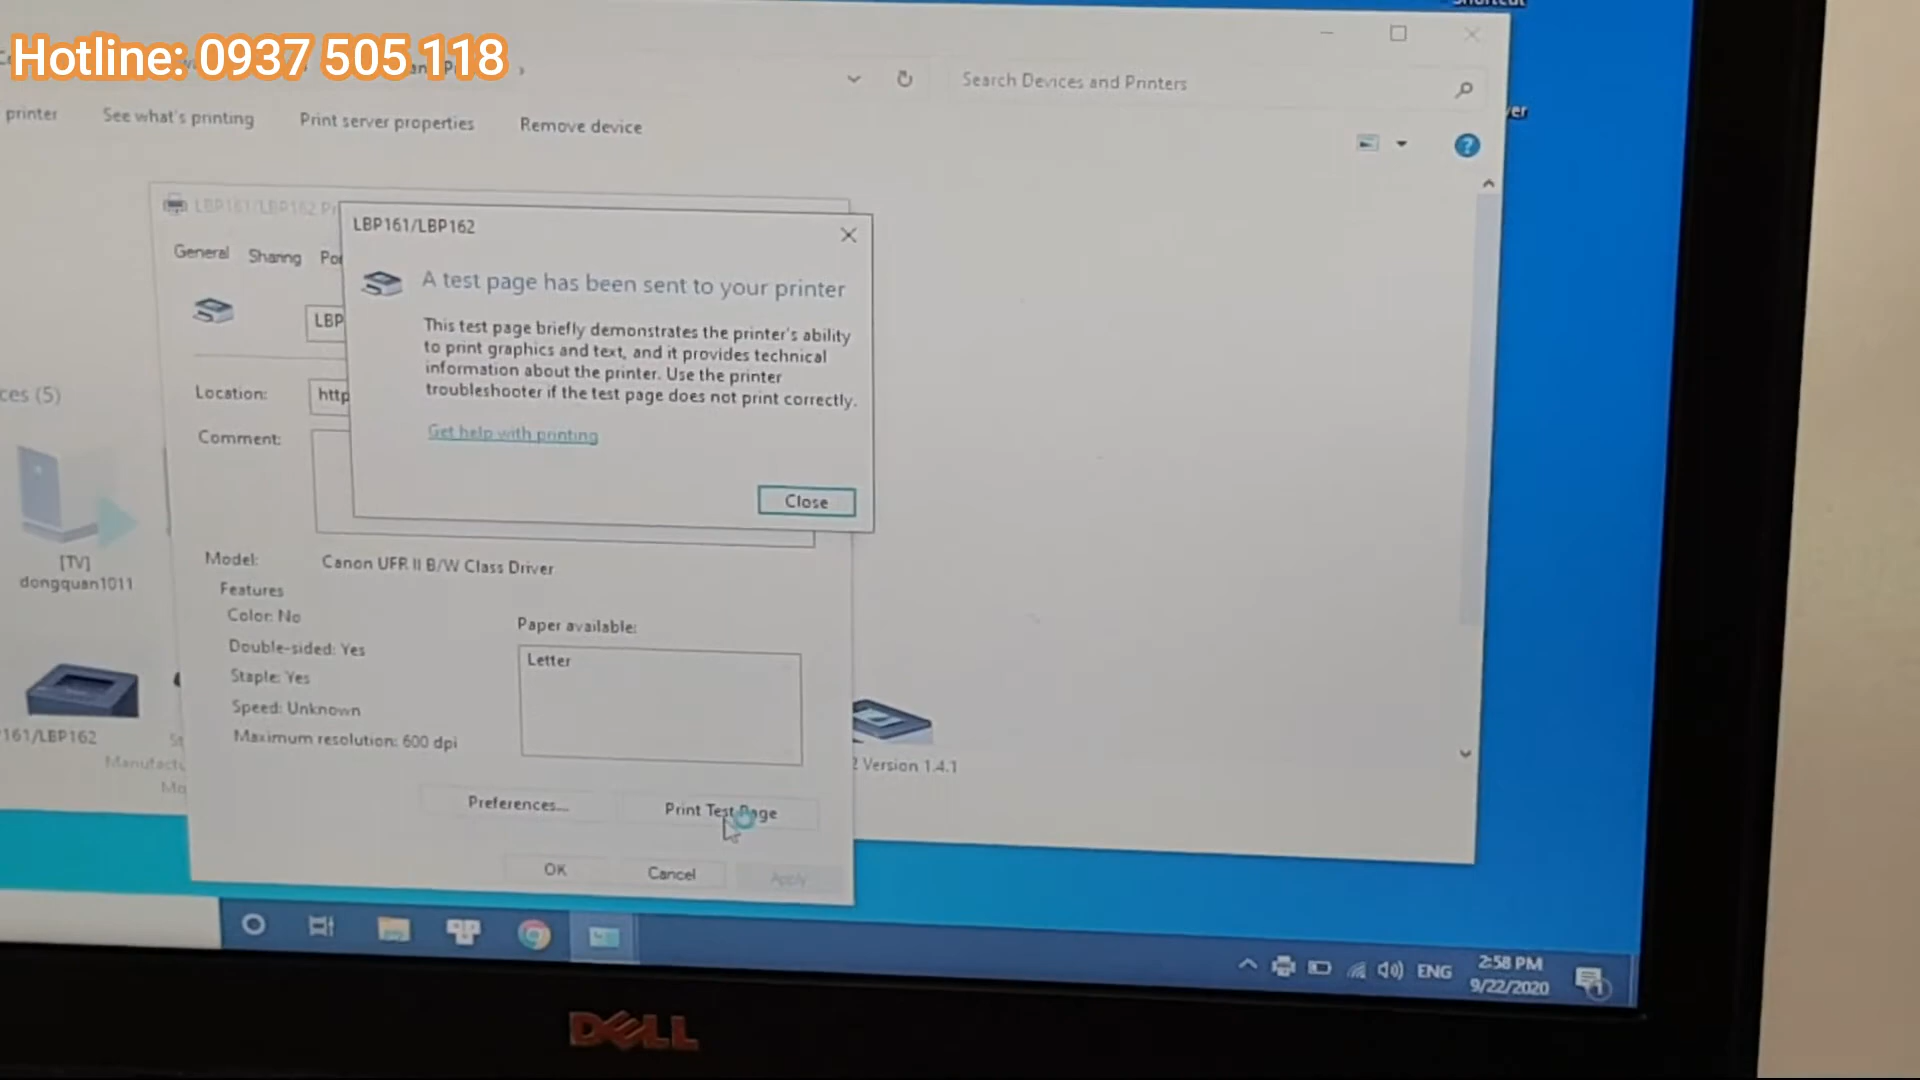 Hotline: 0937 505 118
Search Devices and Printers
printer
See what's printing
Print server properties
Remove device
LBP161/LBP162
LBP161/LBP162
General
Sharing
A test page has been sent to your printer
This test page briefly demonstrates the printer's ability
to print graphics and text, and it provides technical
information about the printer. Use the printer
troubleshooter if the test page does not print correctly.
Get help with printing
Close
LBP
Location:
http
Comment:
ces (5)
[TV]
dongquan1011
Model:
Canon UFR II B/W Class Driver
Features
Color: No
Double-sided: Yes
Staple: Yes
Speed: Unknown
Maximum resolution: 600 dpi
Paper available:
Letter
161/LBP162
2 Version 1.4.1
Preferences...
Print Test Page
OK
Cancel
Apply
ENG
2:58 PM
9/22/2020
1
DELL